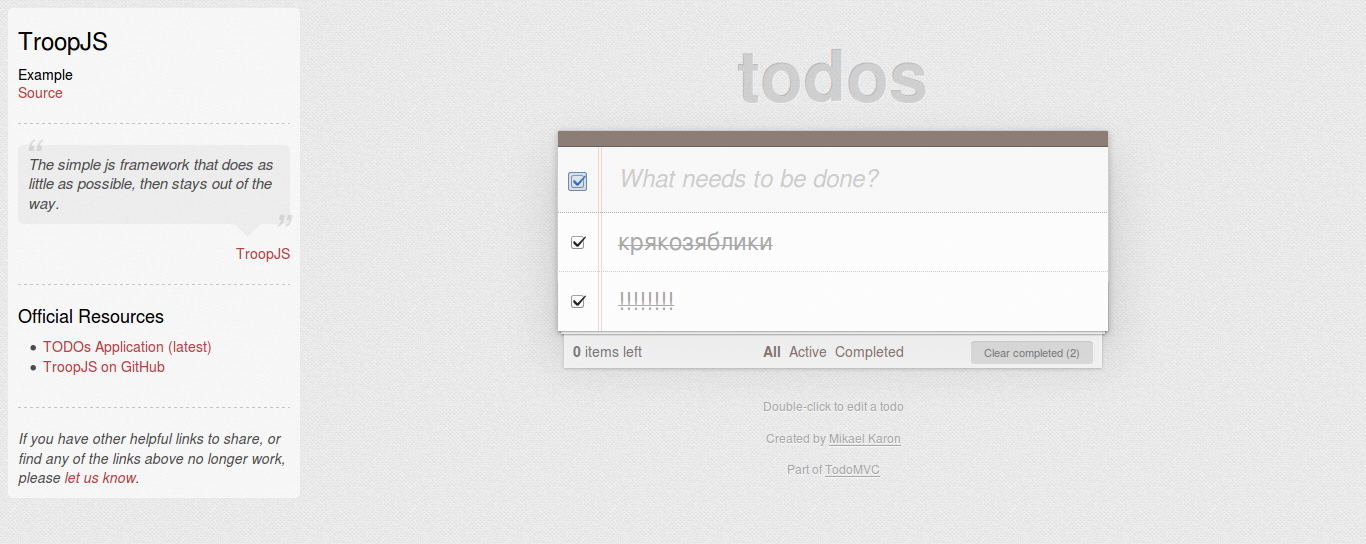 TroopJS
Example
Source
“
The simple js framework that does as
little as possible, then stays out of the
way.
”
TroopJS
Official Resources
• TODOs Application (latest)
• TroopJS on GitHub
If you have other helpful links to share, or
find any of the links above no longer work,
please let us know.
todos
What needs to be done?
крякозяблики
!!!!!!!!
0 items left All Active Completed Clear completed (2)
Double-click to edit a todo
Created by Mikael Karon
Part of TodoMVC